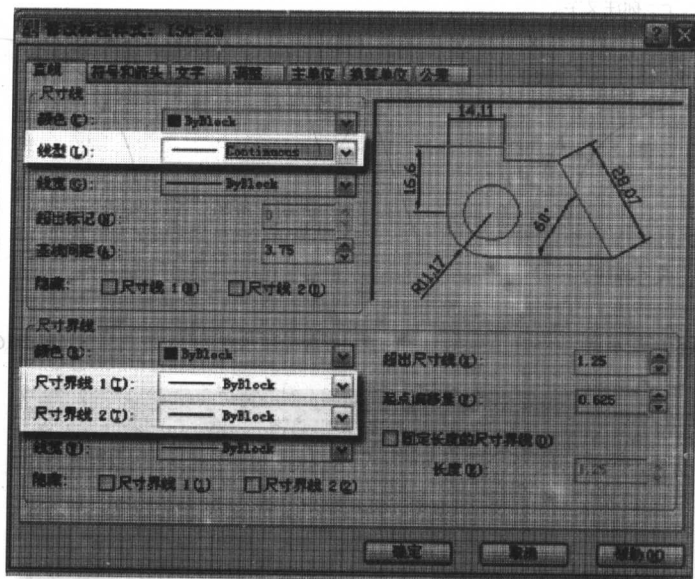 修改标注样式: ISO-25
直线 符号和箭头 文字 调整 主单位 换算单位 公差
尺寸线
颜色(C): ByBlock
线型(L): Continuous
线宽(G): ByBlock
超出标记(N): 0
基线间距(A): 3.75
隐藏: 尺寸线 1(M) 尺寸线 2(D)
14.11
16.6
28.07
60°
R11.17
尺寸界线
颜色(R): ByBlock
尺寸界线 1(I): ByBlock
尺寸界线 2(T): ByBlock
线宽(W): ByBlock
隐藏: 尺寸界线 1(1) 尺寸界线 2(2)
超出尺寸线(X): 1.25
起点偏移量(F): 0.625
固定长度的尺寸界线(O)
长度(E): 1.25
确定 取消 帮助(H)